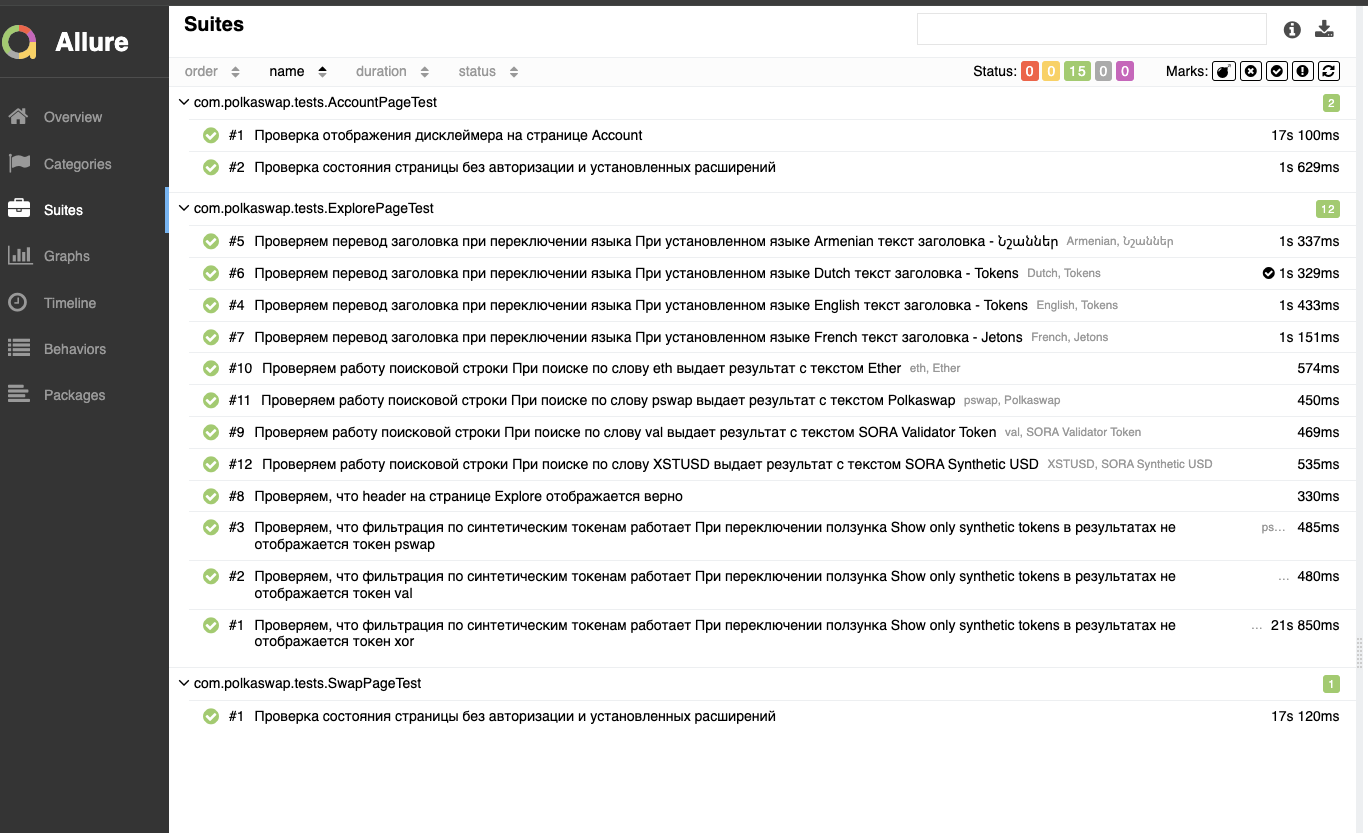 Allure
Overview
Categories
Suites
Graphs
Timeline
Behaviors
Packages
Suites
order name duration status Status: 0 0 15 0 0 Marks:
com.polkaswap.tests.AccountPageTest 2
#1 Проверка отображения дисклеймера на странице Account 17s 100ms
#2 Проверка состояния страницы без авторизации и установленных расширений 1s 629ms
com.polkaswap.tests.ExplorePageTest 12
#5 Проверяем перевод заголовка при переключении языка При установленном языке Armenian текст заголовка - Նշաններ Armenian, Նշաններ 1s 337ms
#6 Проверяем перевод заголовка при переключении языка При установленном языке Dutch текст заголовка - Tokens Dutch, Tokens 1s 329ms
#4 Проверяем перевод заголовка при переключении языка При установленном языке English текст заголовка - Tokens English, Tokens 1s 433ms
#7 Проверяем перевод заголовка при переключении языка При установленном языке French текст заголовка - Jetons French, Jetons 1s 151ms
#10 Проверяем работу поисковой строки При поиске по слову eth выдает результат с текстом Ether eth, Ether 574ms
#11 Проверяем работу поисковой строки При поиске по слову pswap выдает результат с текстом Polkaswap pswap, Polkaswap 450ms
#9 Проверяем работу поисковой строки При поиске по слову val выдает результат с текстом SORA Validator Token val, SORA Validator Token 469ms
#12 Проверяем работу поисковой строки При поиске по слову XSTUSD выдает результат с текстом SORA Synthetic USD XSTUSD, SORA Synthetic USD 535ms
#8 Проверяем, что header на странице Explore отображается верно 330ms
#3 Проверяем, что фильтрация по синтетическим токенам работает При переключении ползунка Show only synthetic tokens в результатах не ps... 485ms
отображается токен pswap
#2 Проверяем, что фильтрация по синтетическим токенам работает При переключении ползунка Show only synthetic tokens в результатах не ... 480ms
отображается токен val
#1 Проверяем, что фильтрация по синтетическим токенам работает При переключении ползунка Show only synthetic tokens в результатах не ... 21s 850ms
отображается токен xor
com.polkaswap.tests.SwapPageTest 1
#1 Проверка состояния страницы без авторизации и установленных расширений 17s 120ms